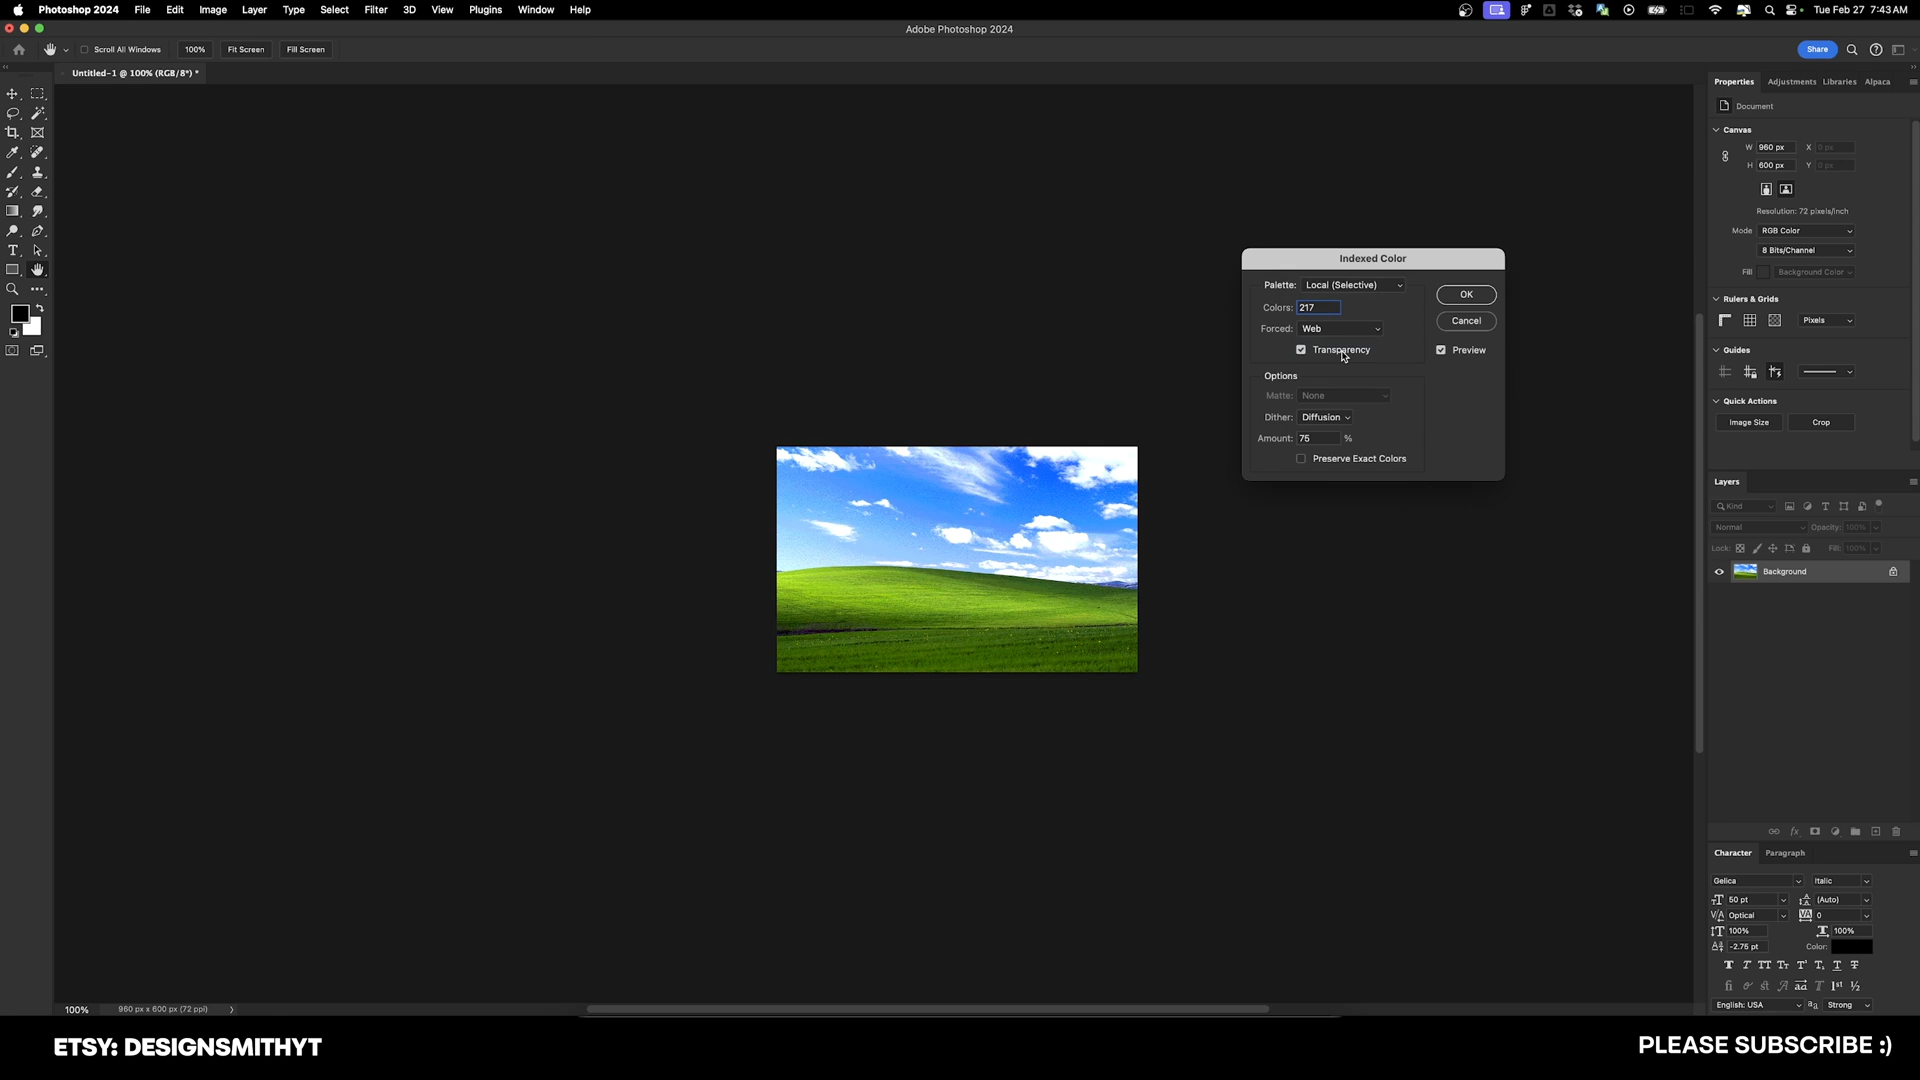 Photoshop 2024 File Edit Image Layer Type Select Filter 3D View Plugins Window Help Tue Feb 27 7:43 AM
Adobe Photoshop 2024
Scroll All Windows 100% Fit Screen Fill Screen Share
Untitled-1 @ 100% (RGB/8*) *
Properties Adjustments Libraries Alpaca
Document
Canvas
W 960 px X 0 px
H 600 px Y 0 px
Resolution: 72 pixels/inch
Mode RGB Color
8 Bits/Channel
Fill Background Color
Rulers & Grids
Pixels
Guides
Quick Actions
Image Size Crop
Indexed Color
Palette: Local (Selective)
OK
Colors: 217
Cancel
Forced: Web
Transparency
Preview
Options
Matte: None
Dither: Diffusion
Amount: 75 %
Preserve Exact Colors
Layers
Kind
Normal Opacity: 100%
Lock: Fill: 100%
Background
Character Paragraph
Gelica Italic
50 pt (Auto)
Optical 0
100% 100%
-2.76 pt Color:
English: USA aa Strong
100% 960 px x 600 px (72 ppi)
ETSY: DESIGNSMITHYT
PLEASE SUBSCRIBE :)